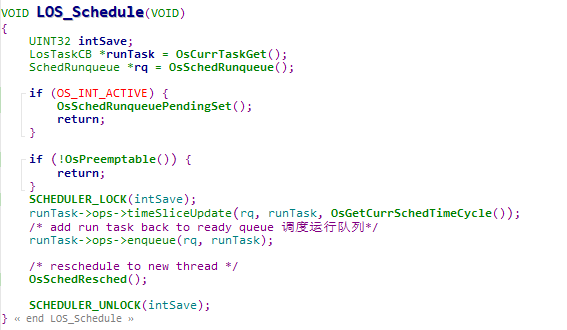 VOID LOS_Schedule(VOID)
{
UINT32 intSave;
LosTaskCB *runTask = OsCurrTaskGet();
SchedRunqueue *rq = OsSchedRunqueue();
if (OS_INT_ACTIVE) {
OsSchedRunqueuePendingSet();
return;
}
if (!OsPreemptable()) {
return;
}
SCHEDULER_LOCK(intSave);
runTask->ops->timeSliceUpdate(rq, runTask, OsGetCurrSchedTimeCycle());
/* add run task back to ready queue 调度运行队列*/
runTask->ops->enqueue(rq, runTask);
/* reschedule to new thread */
OsSchedResched();
SCHEDULER_UNLOCK(intSave);
} « end LOS_Schedule »